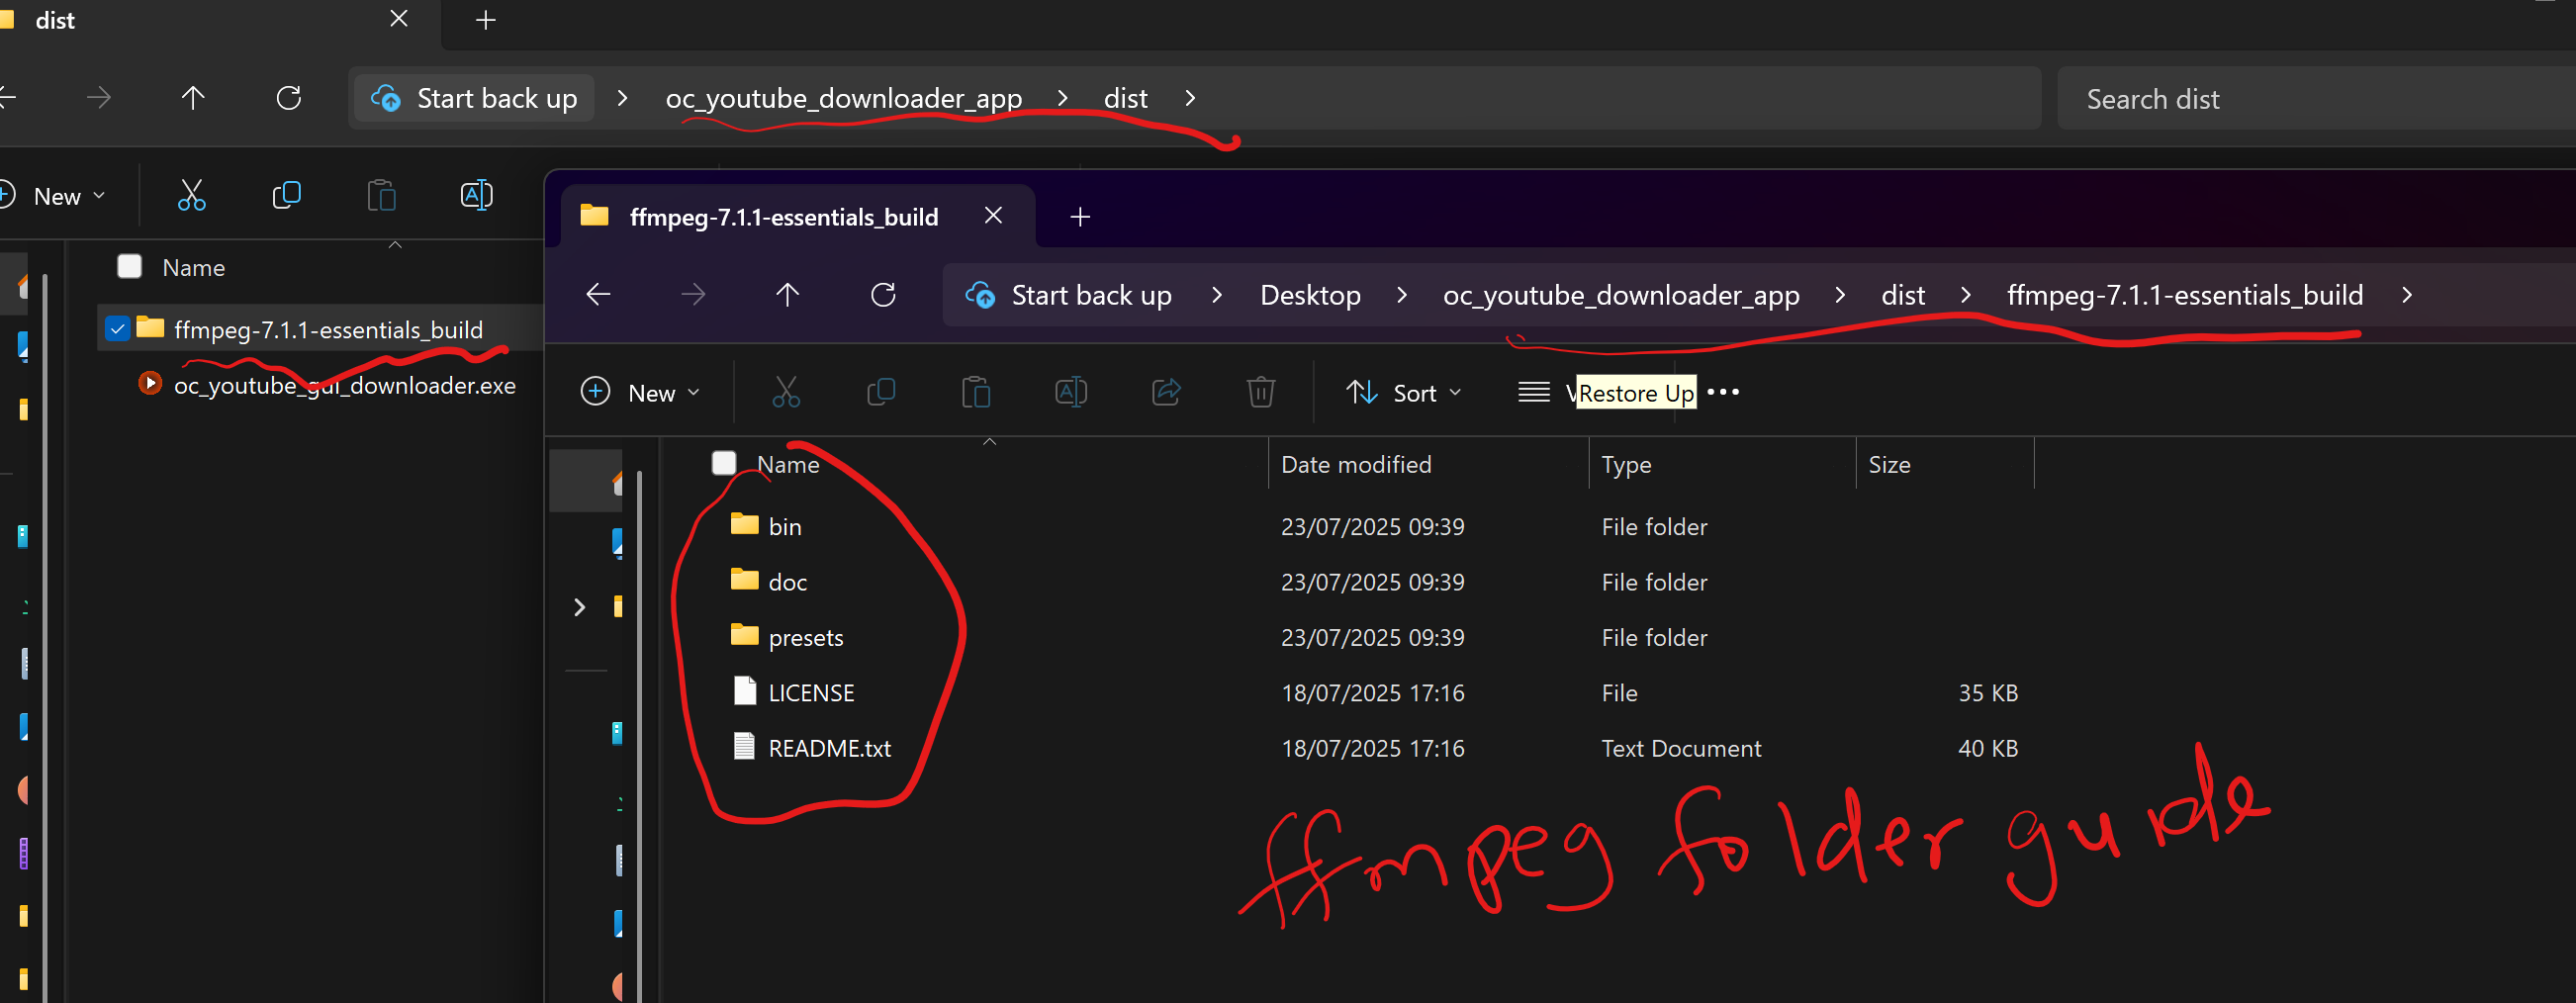 dist
Start back up > oc_youtube_downloader_app > dist >
Search dist
New
Name
ffmpeg-7.1.1-essentials_build
oc_youtube_gui_downloader.exe
ffmpeg-7.1.1-essentials_build
Start back up > Desktop > oc_youtube_downloader_app > dist > ffmpeg-7.1.1-essentials_build >
New
Sort
Restore Up
Name Date modified Type Size
bin 23/07/2025 09:39 File folder
doc 23/07/2025 09:39 File folder
presets 23/07/2025 09:39 File folder
LICENSE 18/07/2025 17:16 File 35 KB
README.txt 18/07/2025 17:16 Text Document 40 KB
ffmpeg folder guide